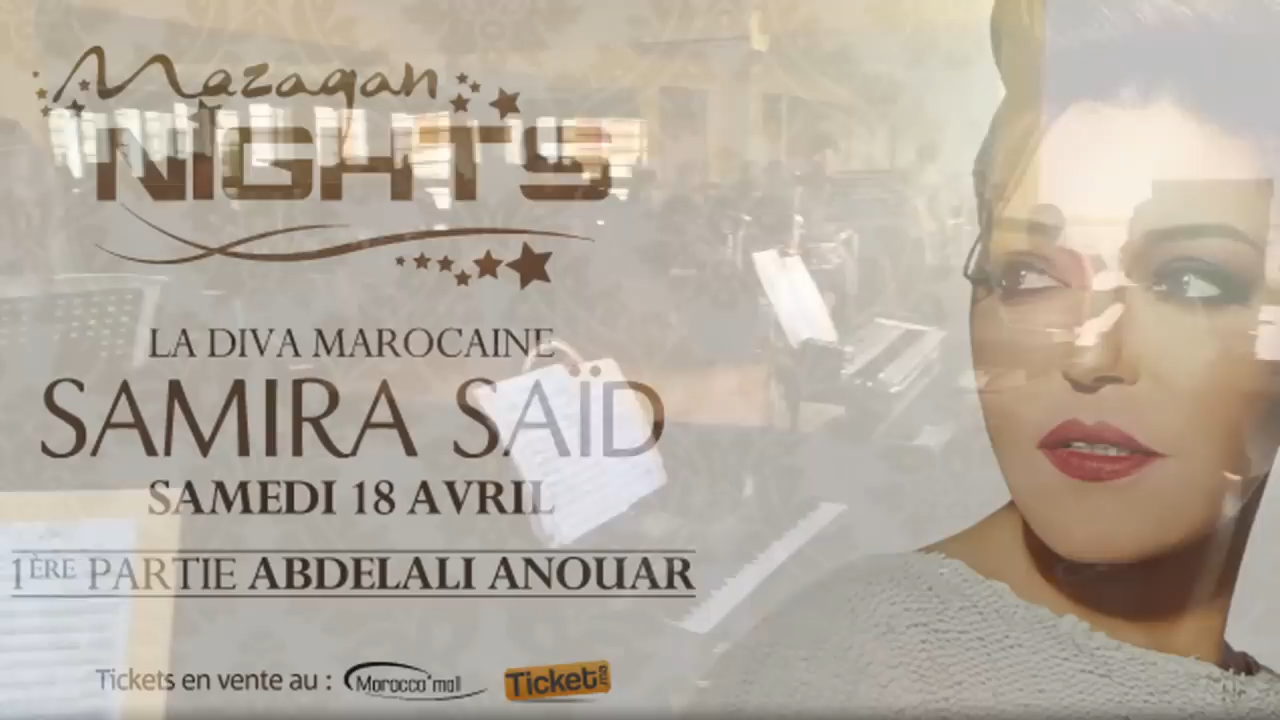 Mazagan
NIGHTS
LA DIVA MAROCAINE
SAMIRA SAÏD
SAMEDI 18 AVRIL
1ÈRE PARTIE ABDELALI ANOUAR
Tickets en vente au : Morocco'mall Ticket.ma